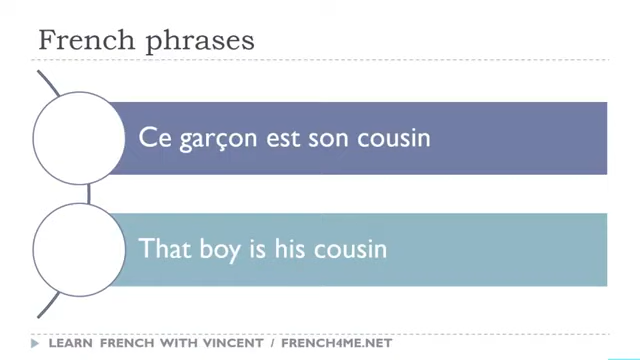 French phrases
Ce garçon est son cousin
That boy is his cousin
LEARN FRENCH WITH VINCENT / FRENCH4ME.NET